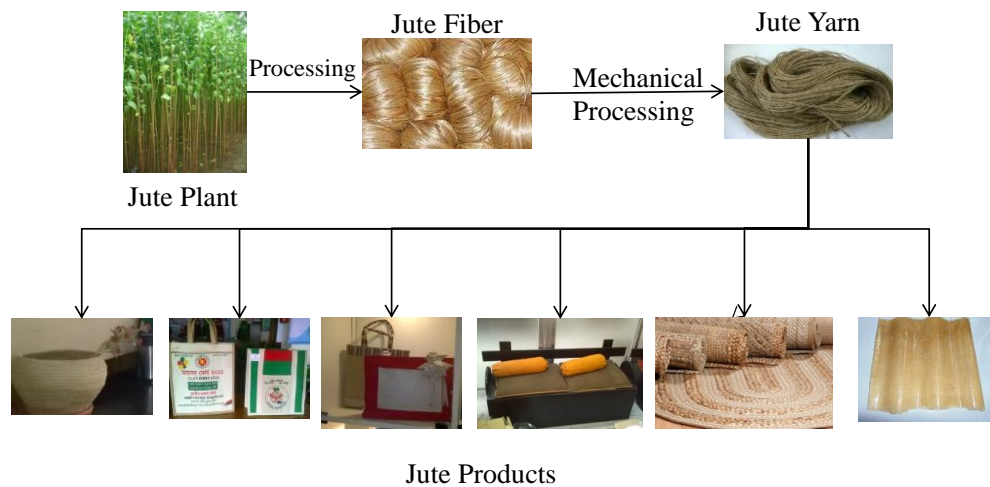 Jute Fiber
Jute Yarn
Processing
Mechanical
Processing
Jute Plant
Jute Products